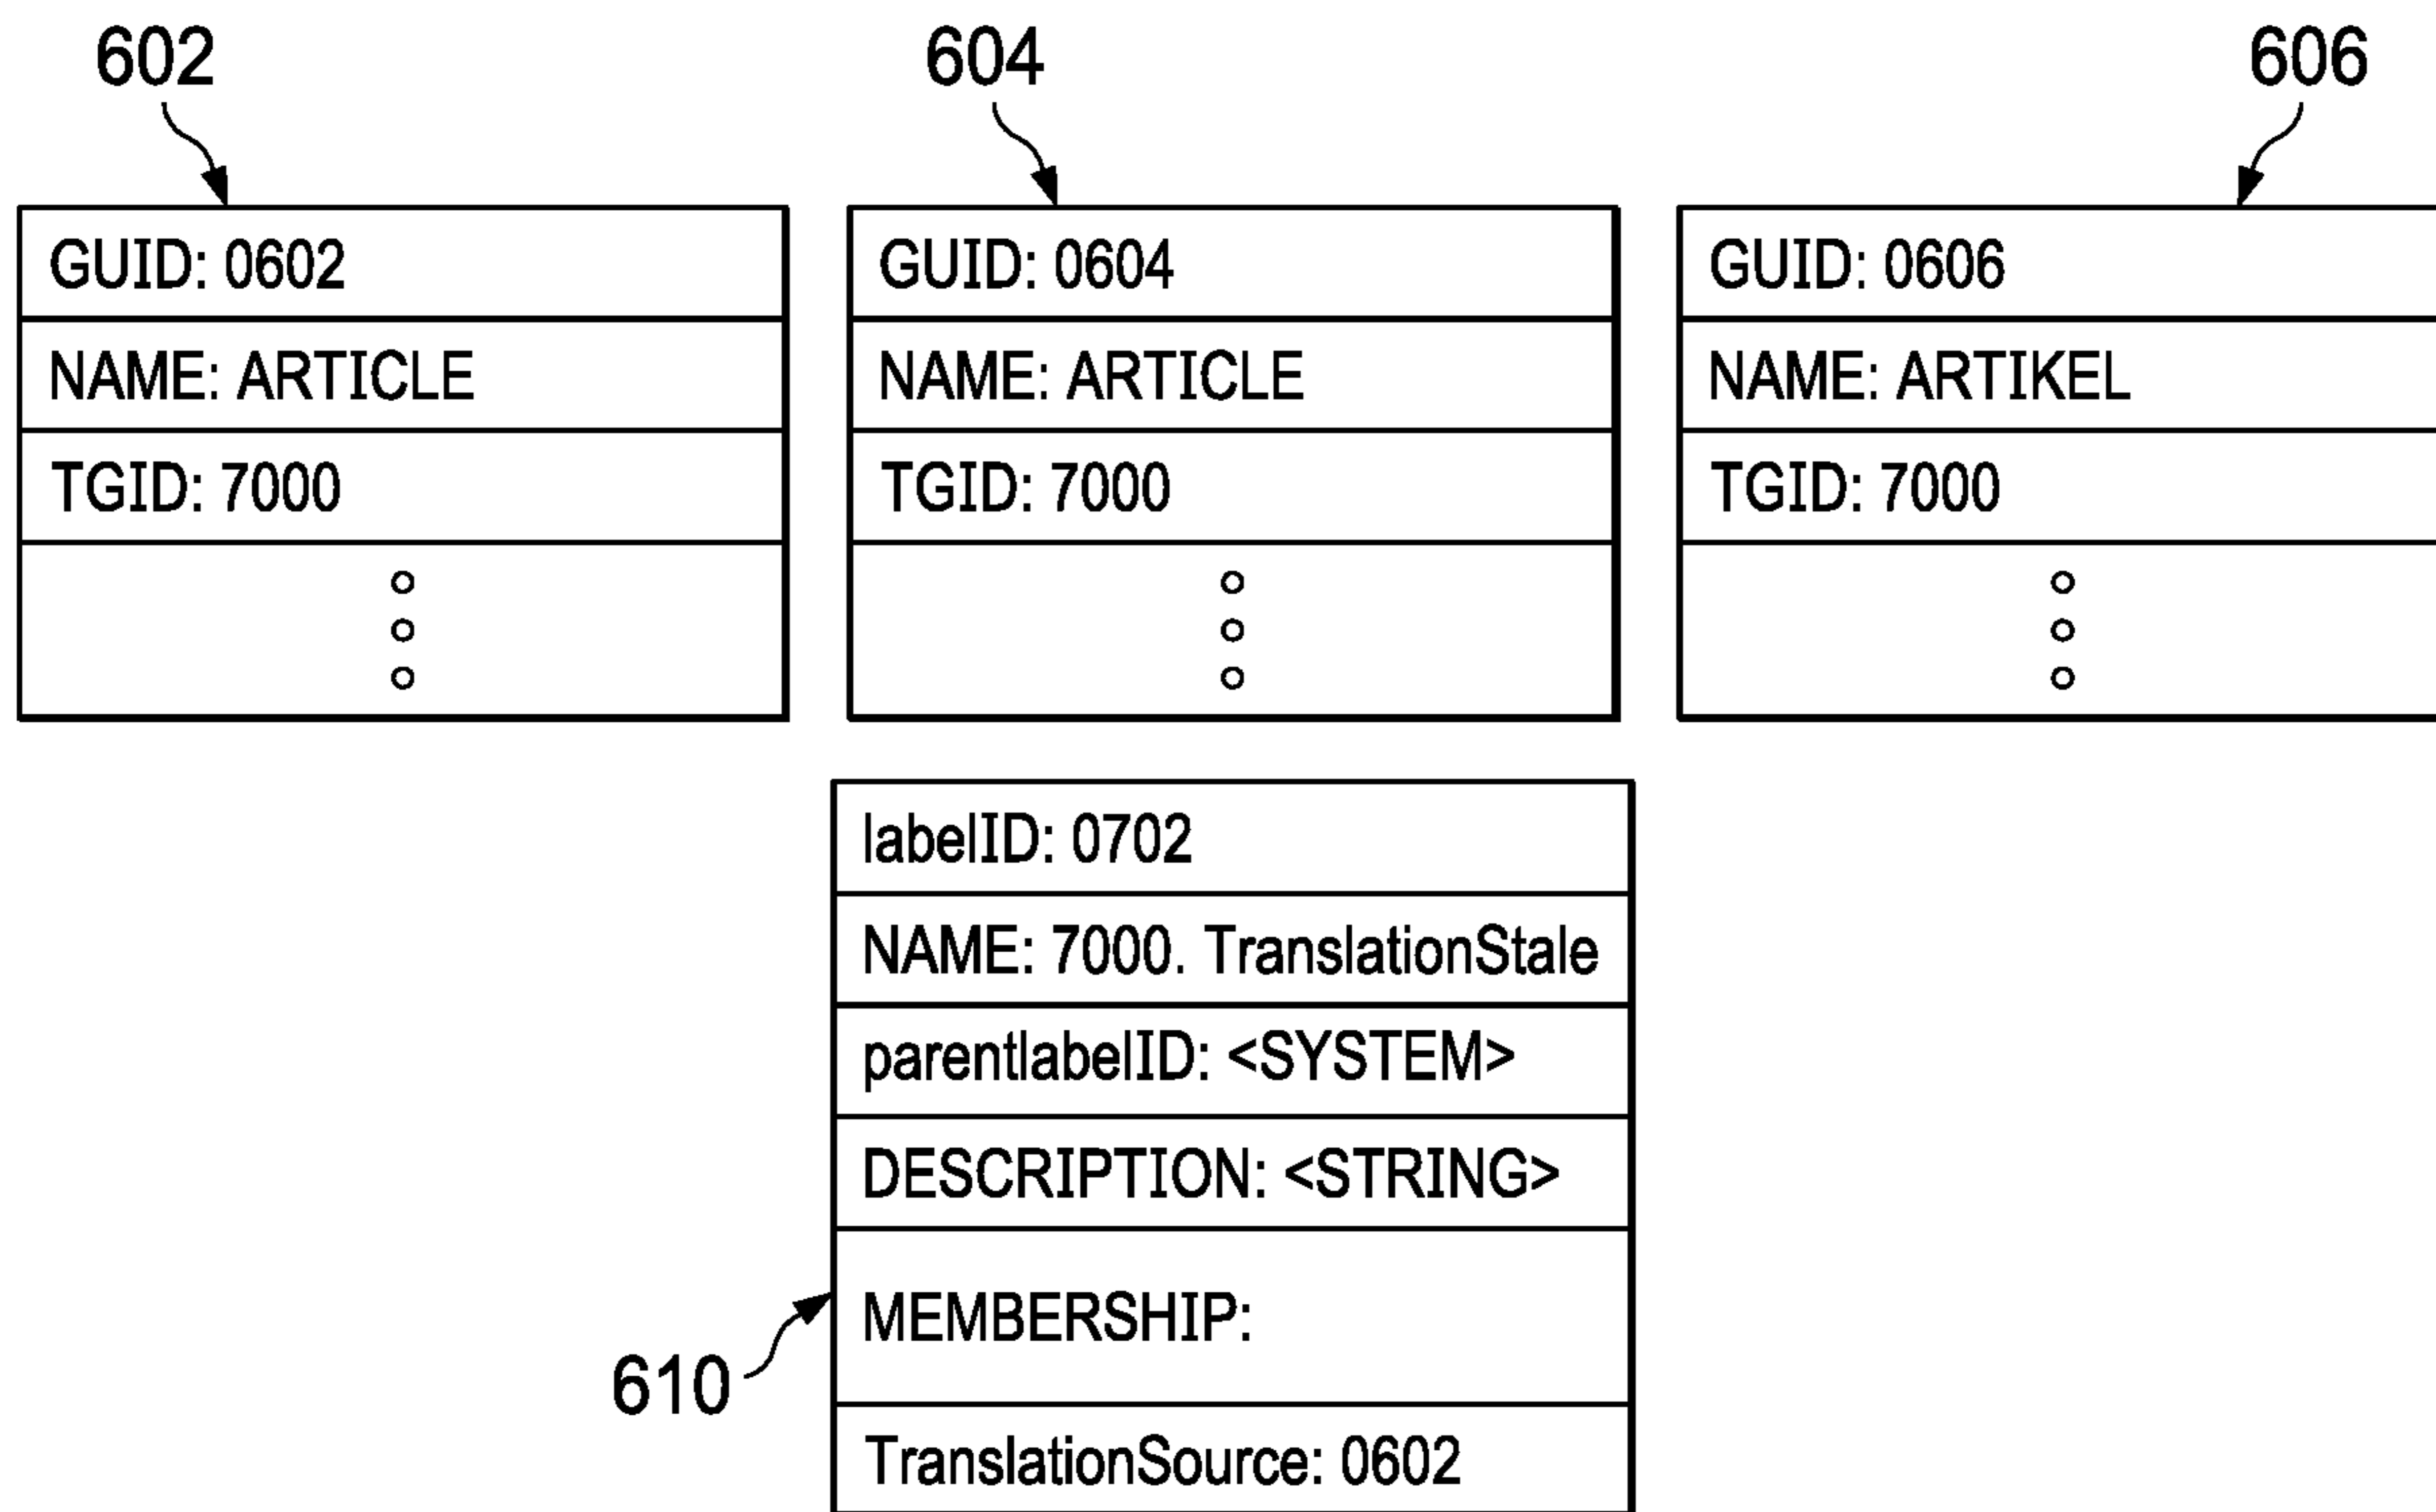 602
604
606
GUID: 0602
GUID: 0604
GUID: 0606
NAME: ARTICLE
NAME: ARTICLE
NAME: ARTIKEL
TGID: 7000
TGID: 7000
TGID: 7000
labelID: 0702
NAME: 7000. TranslationStale
parentlabelID: <SYSTEM>
DESCRIPTION: <STRING>
MEMBERSHIP:
610
TranslationSource: 0602